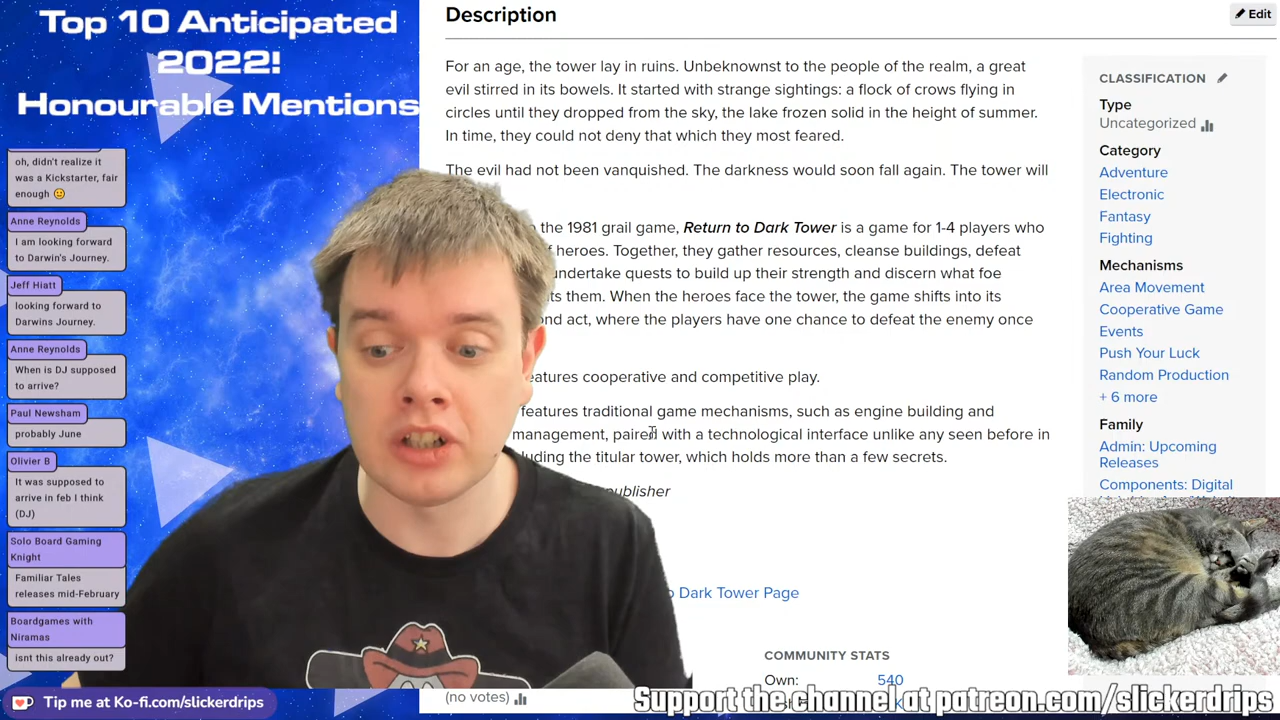 Top 10 Anticipated
2022!
Honourable Mentions
oh, didn't realize it
was a Kickstarter, fair
enough 🙂
Anne Reynolds
I am looking forward
to Darwin's Journey.
Jeff Hiatt
looking forward to
Darwins Journey.
Anne Reynolds
When is DJ supposed
to arrive?
Paul Newsham
probably June
Olivier B
It was supposed to
arrive in feb I think
(DJ)
Solo Board Gaming
Knight
Familiar Tales
releases mid-February
Boardgames with
Niramas
isnt this already out?
Tip me at Ko-fi.com/slickerdrips
Description
Edit
For an age, the tower lay in ruins. Unbeknownst to the people of the realm, a great
evil stirred in its bowels. It started with strange sightings: a flock of crows flying in
circles until they dropped from the sky, the lake frozen solid in the height of summer.
In time, they could not deny that which they most feared.
The evil had not been vanquished. The darkness would soon fall again. The tower will
the 1981 grail game, Return to Dark Tower is a game for 1-4 players who
heroes. Together, they gather resources, cleanse buildings, defeat
undertake quests to build up their strength and discern what foe
them. When the heroes face the tower, the game shifts into its
act, where the players have one chance to defeat the enemy once
cooperative and competitive play.
features traditional game mechanisms, such as engine building and
management, paired with a technological interface unlike any seen before in
the titular tower, which holds more than a few secrets.
publisher
Dark Tower Page
COMMUNITY STATS
Own: 540
(no votes)
CLASSIFICATION
Type
Uncategorized
Category
Adventure
Electronic
Fantasy
Fighting
Mechanisms
Area Movement
Cooperative Game
Events
Push Your Luck
Random Production
+ 6 more
Family
Admin: Upcoming
Releases
Components: Digital
Support the channel at patreon.com/slickerdrips